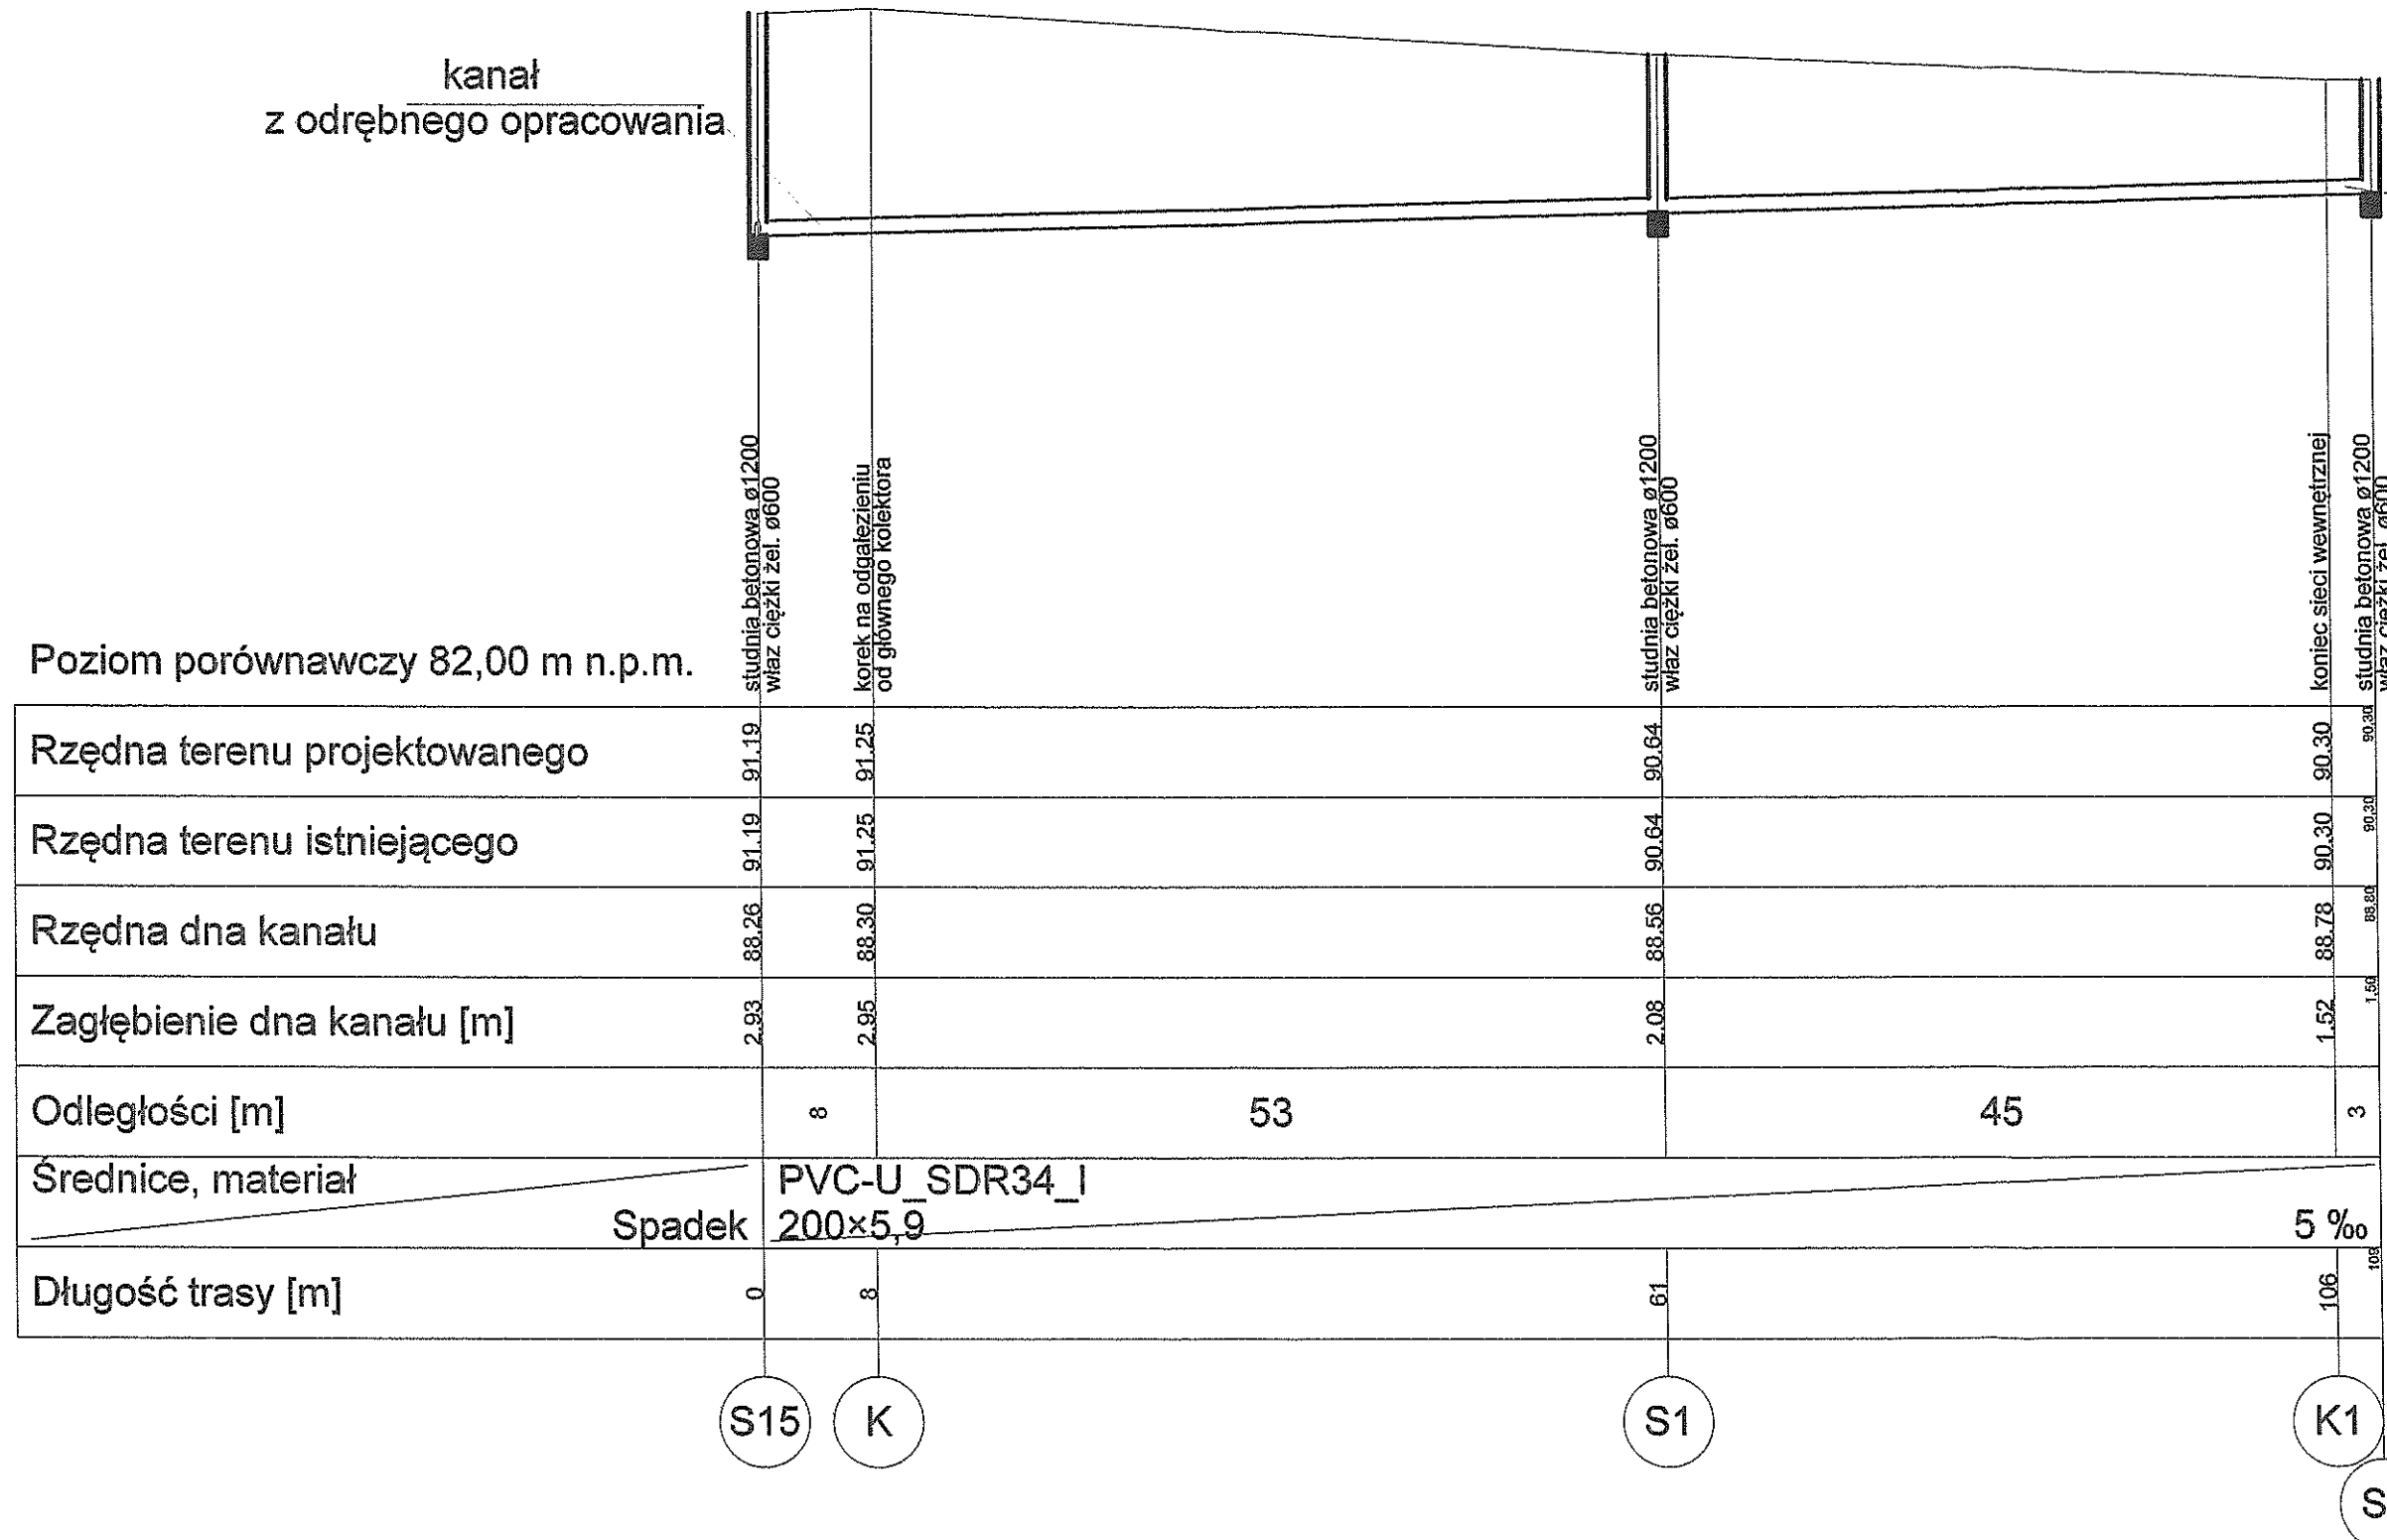 kanał
z odrębnego opracowania
studnia betonowa ø1200
właz ciężki żel. ø600
korek na odgałęzieniu
od głównego kolektora
studnia betonowa ø1200
właz ciężki żel. ø600
koniec sieci wewnętrznej
studnia betonowa ø1200
właz ciężki żel. ø600
Poziom porównawczy 82,00 m n.p.m.
Rzędna terenu projektowanego 91.19 91.25 90.64 90.30 90.30
Rzędna terenu istniejącego 91.19 91.25 90.64 90.30 90.30
Rzędna dna kanału 88.26 88.30 88.56 88.78 88.80
Zagłębienie dna kanału [m] 2.93 2.95 2.08 1.52 1.50
Odległości [m] 8 53 45 3
Średnice, materiał PVC-U_SDR34_I
Spadek 200×5,9 5 ‰
Długość trasy [m] 0 8 61 106 109
S15 K S1 K1
S